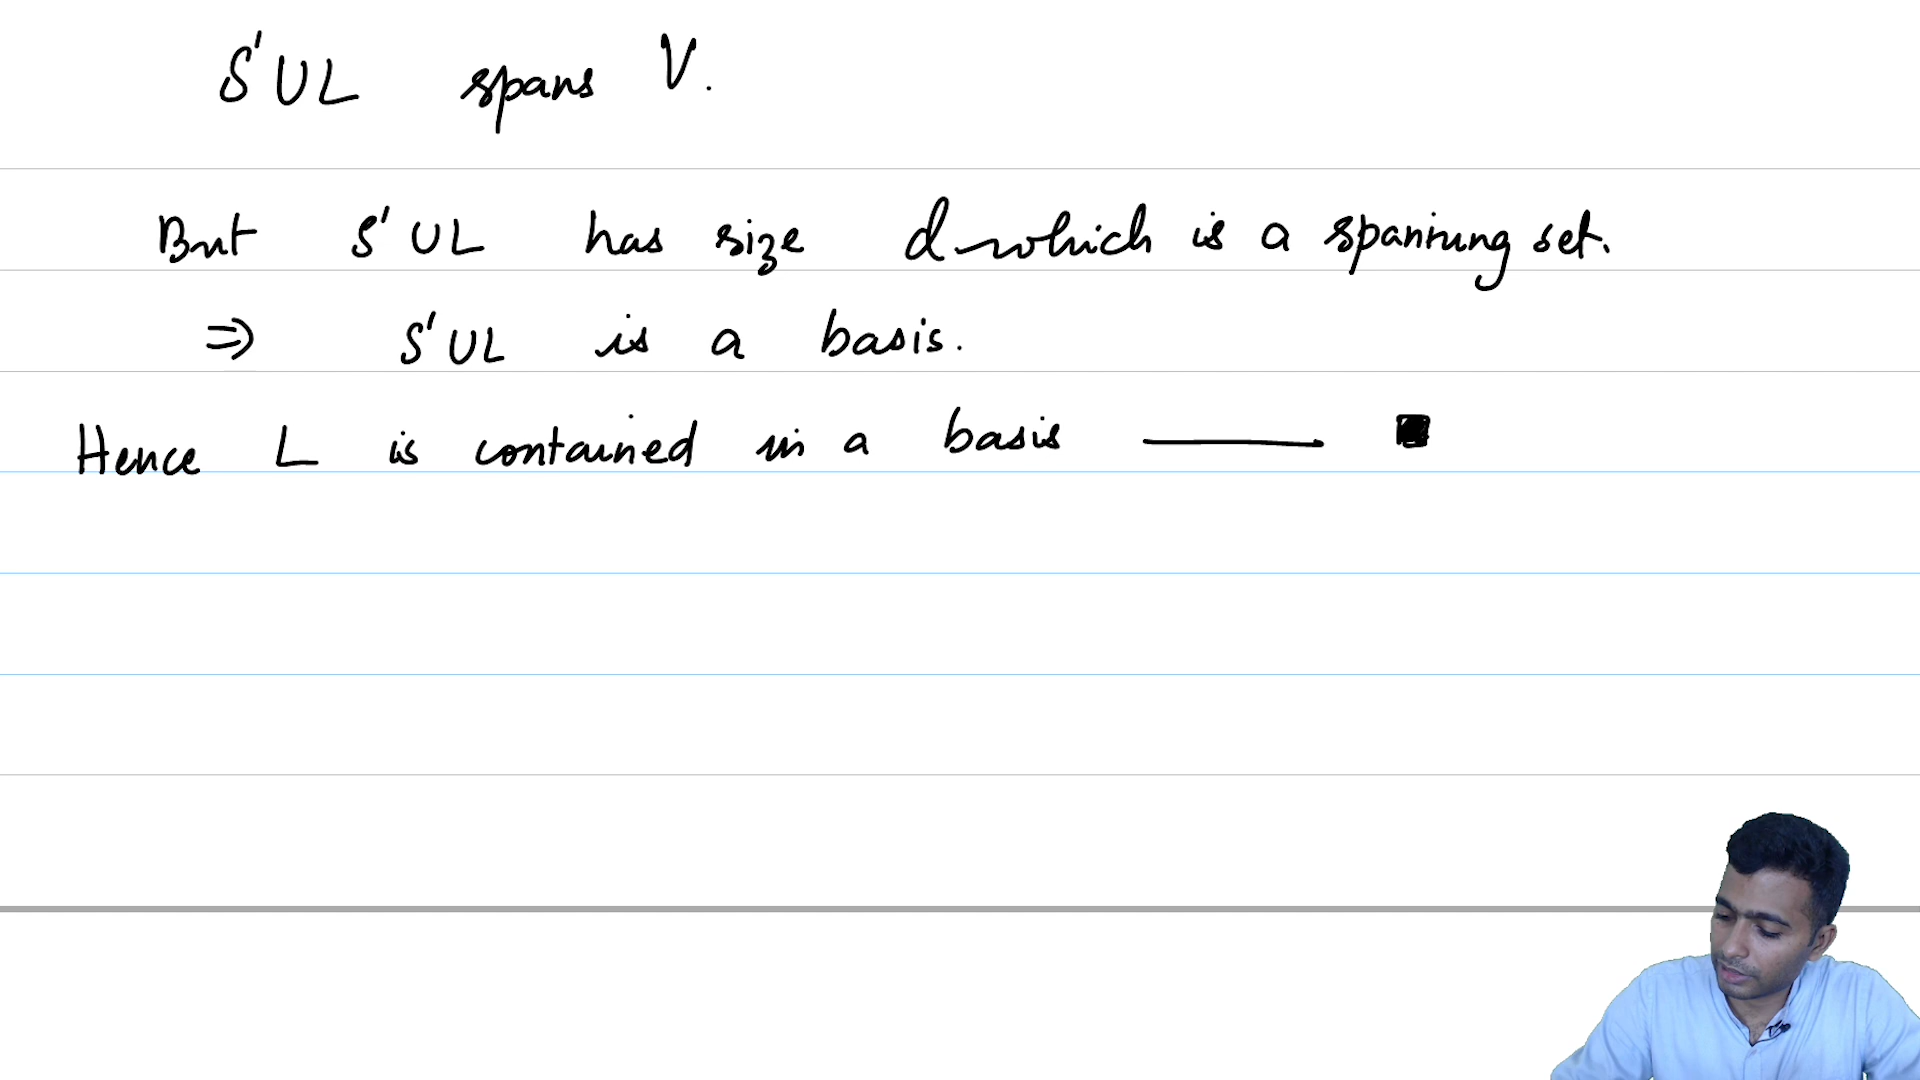 S'UL spans V.
But S'UL has size d which is a spanning set.
⇒ S'UL is a basis.
Hence L is contained in a basis — ■